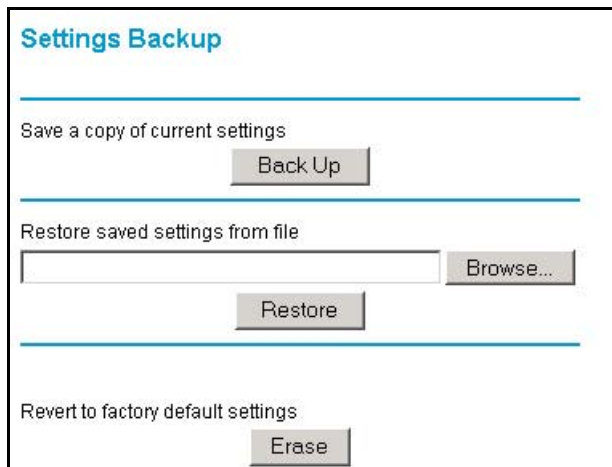 Settings Backup
Save a copy of current settings
Back Up
Restore saved settings from file
Browse...
Restore
Revert to factory default settings
Erase